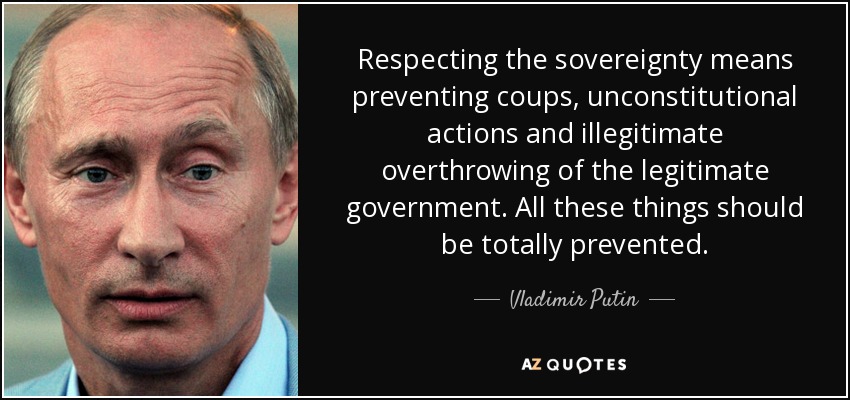 Respecting the sovereignty means
preventing coups, unconstitutional
actions and illegitimate
overthrowing of the legitimate
government. All these things should
be totally prevented.
Vladimir Putin
AZ QUOTES